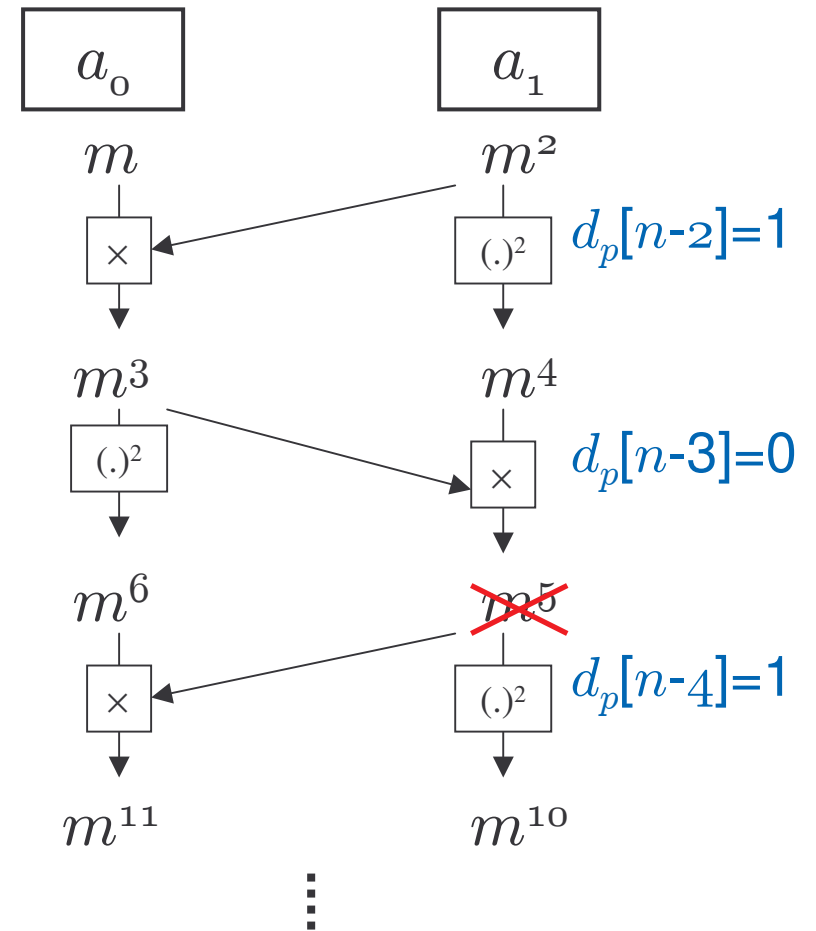 a₀ a₁
m m²
× (.)² dₚ[n-2]=1
m³ m⁴
(.)² × dₚ[n-3]=0
m⁶ m⁵
× (.)² dₚ[n-4]=1
m¹¹ m¹⁰
⋮